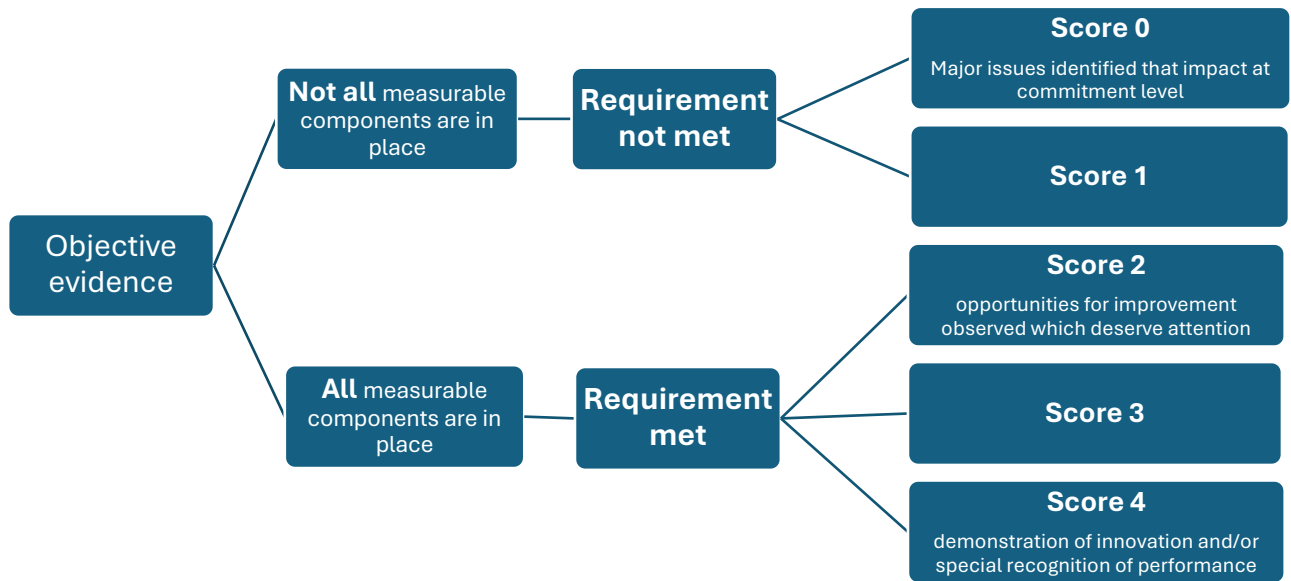 Objective
evidence
Not all measurable
components are in
place
Requirement
not met
Score 0
Major issues identified that impact at
commitment level
Score 1
All measurable
components are in
place
Requirement
met
Score 2
opportunities for improvement
observed which deserve attention
Score 3
Score 4
demonstration of innovation and/or
special recognition of performance